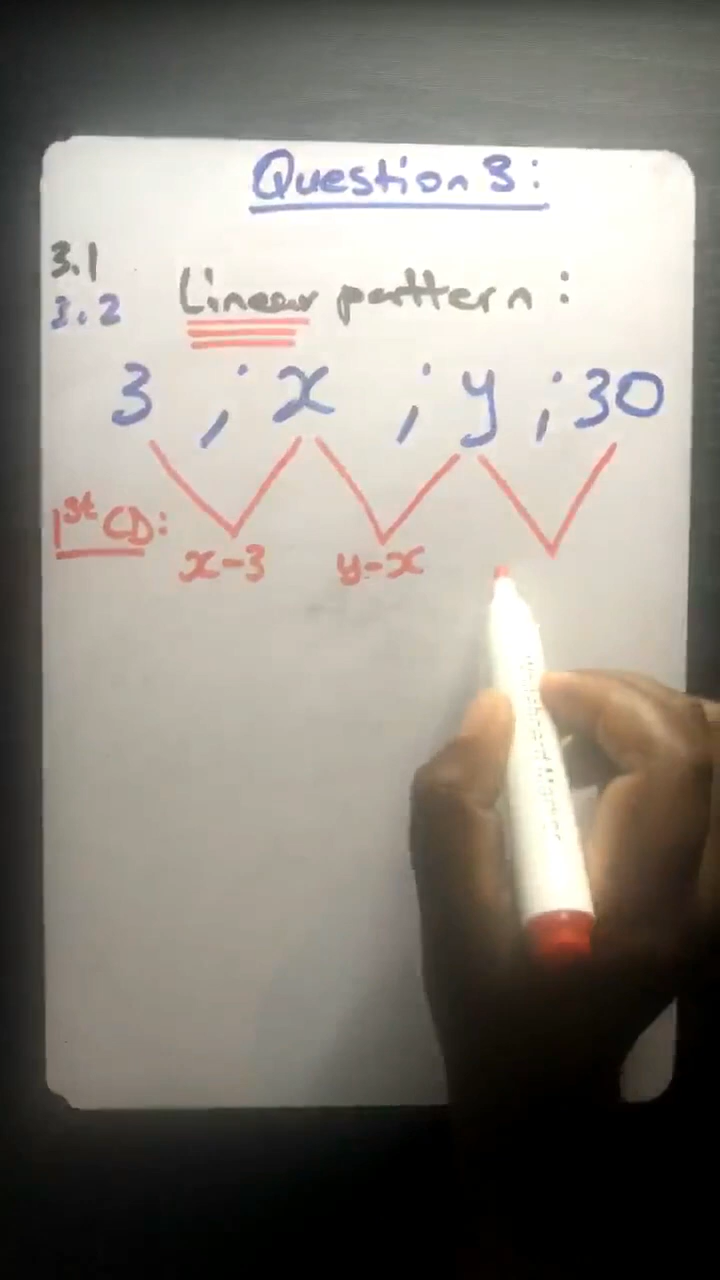 Question 3:
3.1
3.2 Linear pattern:
3 ; x ; y ; 30
1st CD:
x-3 y-x